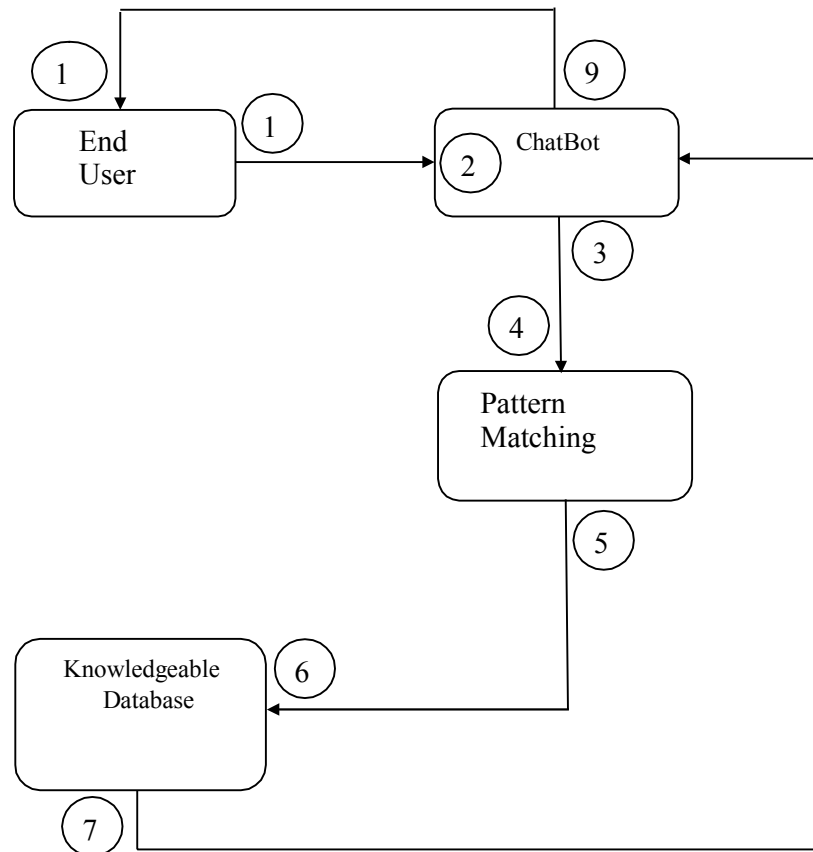 1
9
1
End
User
2
ChatBot
3
4
Pattern
Matching
5
Knowledgeable
Database
6
7